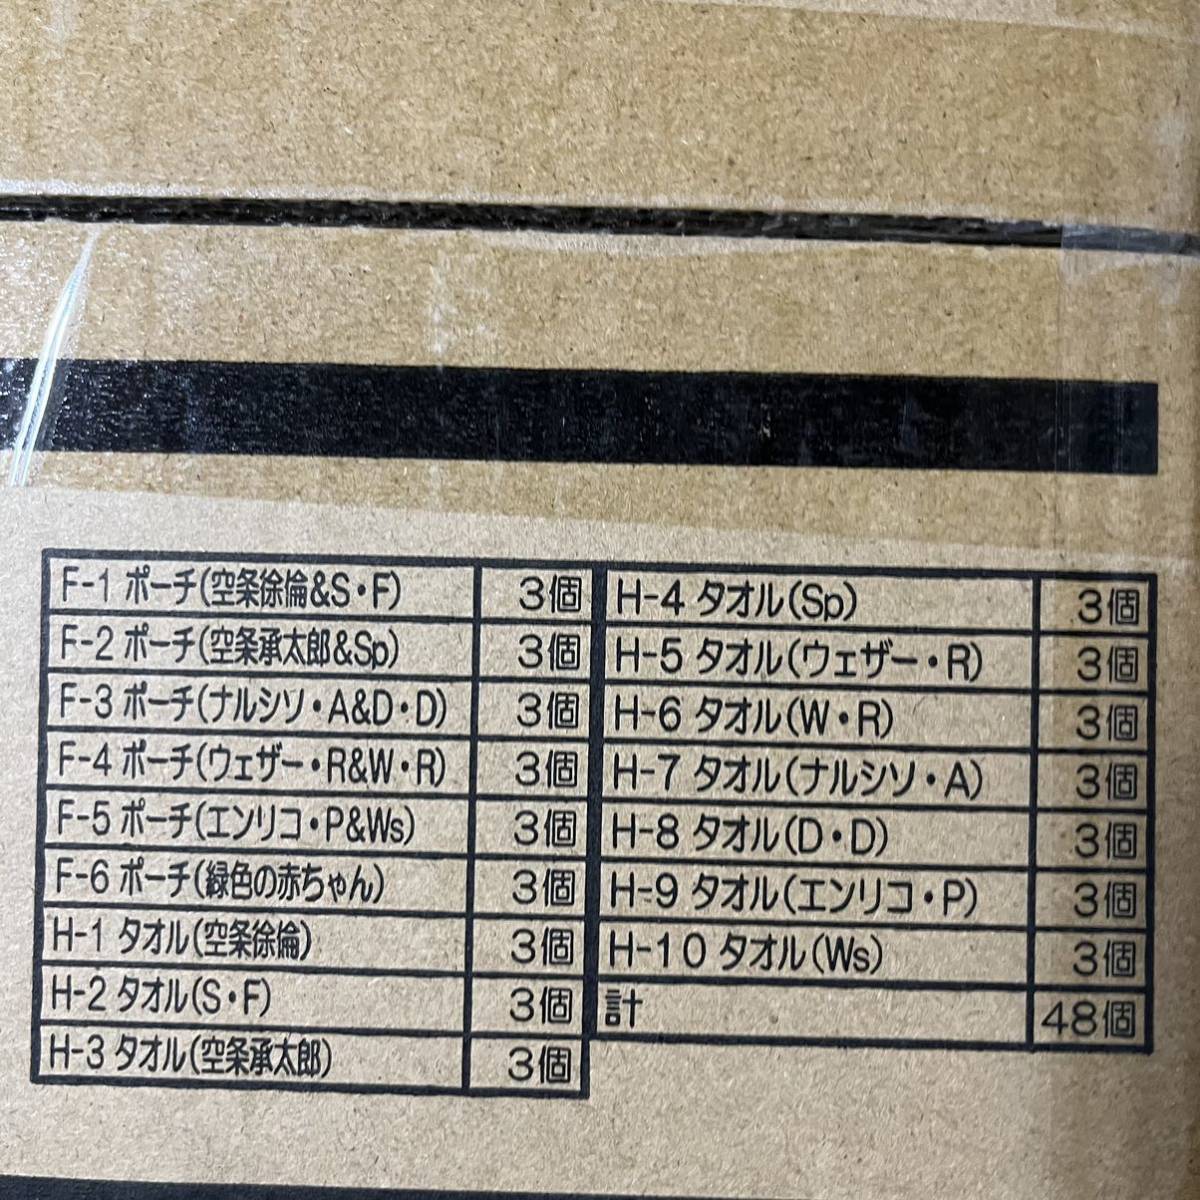 F-1 ポーチ(空条徐倫&S・F) 3個
F-2 ポーチ(空条承太郎&Sp) 3個
F-3 ポーチ(ナルシソ・A&D・D) 3個
F-4 ポーチ(ウェザー・R&W・R) 3個
F-5 ポーチ(エンリコ・P&Ws) 3個
F-6 ポーチ(緑色の赤ちゃん) 3個
H-1 タオル(空条徐倫) 3個
H-2 タオル(S・F) 3個
H-3 タオル(空条承太郎) 3個
H-4 タオル(Sp) 3個
H-5 タオル(ウェザー・R) 3個
H-6 タオル(W・R) 3個
H-7 タオル(ナルシソ・A) 3個
H-8 タオル(D・D) 3個
H-9 タオル(エンリコ・P) 3個
H-10 タオル(Ws) 3個
計 48個